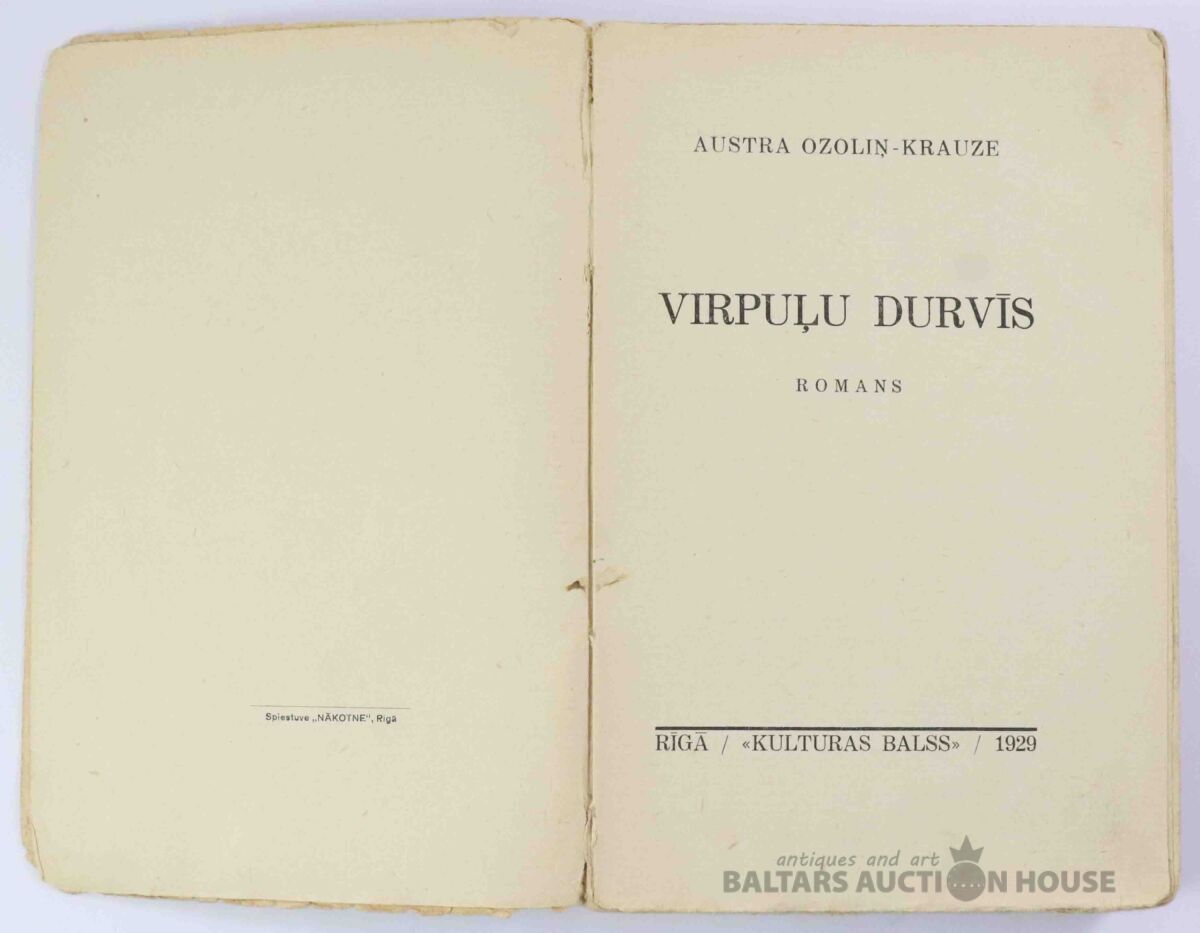 Spiestuve „NĀKOTNE“, Rīgā
AUSTRA OZOLIŅ-KRAUZE
VIRPUĻU DURVĪS
ROMANS
RĪGĀ / «KULTURAS BALSS» / 1929
antiques and art
BALTARS AUCTION HOUSE